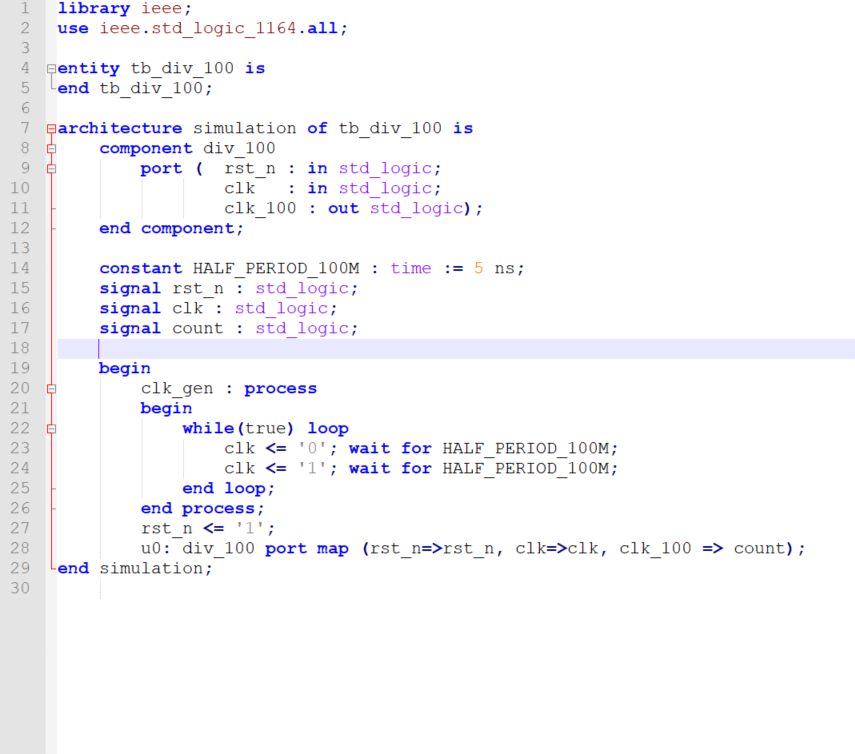 1 library ieee;
2 use ieee.std_logic_1164.all;
3
4 entity tb_div_100 is
5 end tb_div_100;
6
7 architecture simulation of tb_div_100 is
8     component div_100
9         port (  rst_n : in std_logic;
10                 clk   : in std_logic;
11                 clk_100 : out std_logic);
12     end component;
13
14     constant HALF_PERIOD_100M : time := 5 ns;
15     signal rst_n : std_logic;
16     signal clk : std_logic;
17     signal count : std_logic;
18
19     begin
20         clk_gen : process
21         begin
22             while(true) loop
23                 clk <= '0'; wait for HALF_PERIOD_100M;
24                 clk <= '1'; wait for HALF_PERIOD_100M;
25             end loop;
26         end process;
27         rst_n <= '1';
28         u0: div_100 port map (rst_n=>rst_n, clk=>clk, clk_100 => count);
29 end simulation;
30